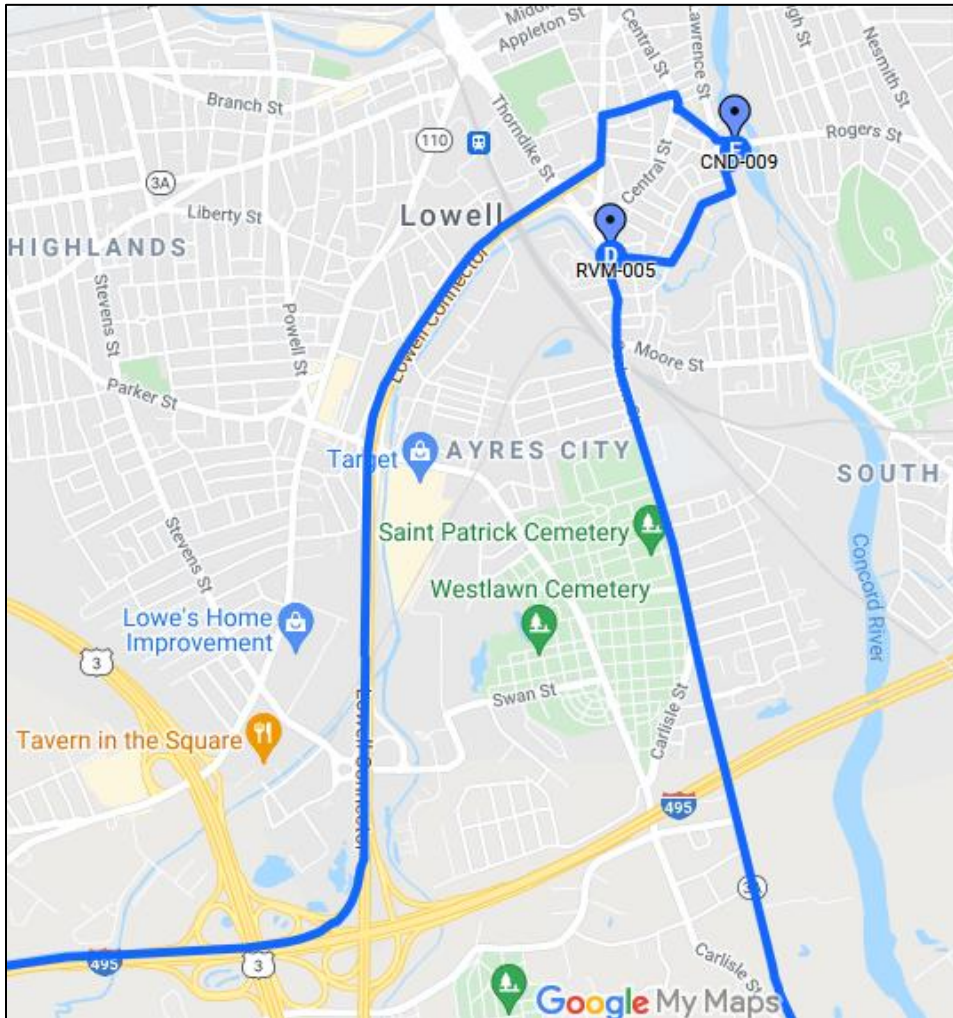 Middl
Appleton St
Central St
Lawrence St
gh St
Nesmith St
Branch St
Thorndike St
110
Rogers St
CND-009
3A
Central St
Liberty St
Lowell
HIGHLANDS
D
RVM-005
Stevens St
Powell St
Lowell Connector
Moore St
Parker St
AYRES CITY
Target
SOUTH
Stevens St
Saint Patrick Cemetery
Westlawn Cemetery
Concord River
Lowe's Home
Improvement
3
Swan St
Carlisle St
Tavern in the Square
Lowell Connector
495
495
3
Carlisle St
Google My Maps